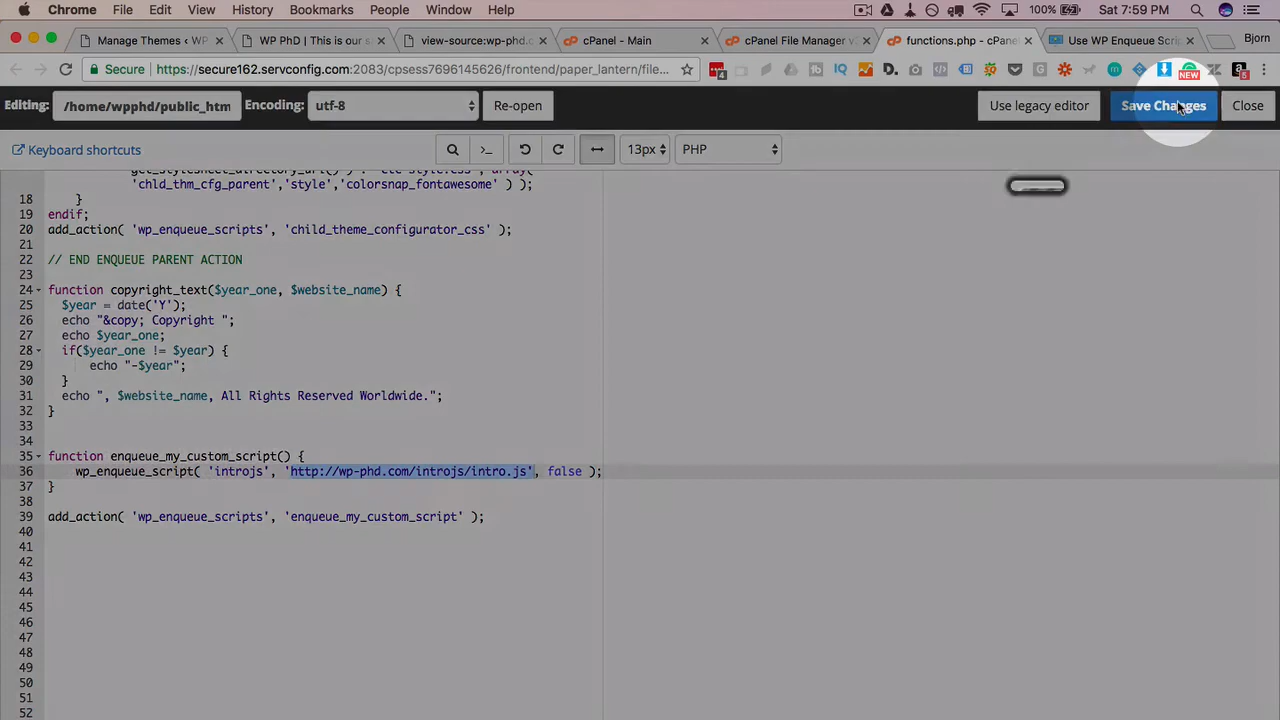 Chrome File Edit View History Bookmarks People Window Help 100% Sat 7:59 PM
Manage Themes ‹ WP
WP PhD | This is our s
view-source:wp-phd.c
cPanel - Main
cPanel File Manager v3
functions.php - cPane
Use WP Enqueue Scri
Bjorn
Secure https://secure162.servconfig.com:2083/cpsess7696145626/frontend/paper_lantern/file...
NEW
Editing: /home/wpphd/public_htm Encoding: utf-8 Re-open Use legacy editor Save Changes Close
Keyboard shortcuts 13px PHP
get_stylesheet_directory_uri() . 'ctc-style.css', array(
'chld_thm_cfg_parent','style','colorsnap_fontawesome' ) );
18 }
19 endif;
20 add_action( 'wp_enqueue_scripts', 'child_theme_configurator_css' );
21
22 // END ENQUEUE PARENT ACTION
23
24 function copyright_text($year_one, $website_name) {
25 $year = date('Y');
26 echo "&copy; Copyright ";
27 echo $year_one;
28 if($year_one != $year) {
29 echo "-$year";
30 }
31 echo ", $website_name, All Rights Reserved Worldwide.";
32 }
33
34
35 function enqueue_my_custom_script() {
36 wp_enqueue_script( 'introjs', 'http://wp-phd.com/introjs/intro.js', false );
37 }
38
39 add_action( 'wp_enqueue_scripts', 'enqueue_my_custom_script' );
40
41
42
43
44
45
46
47
48
49
50
51
52